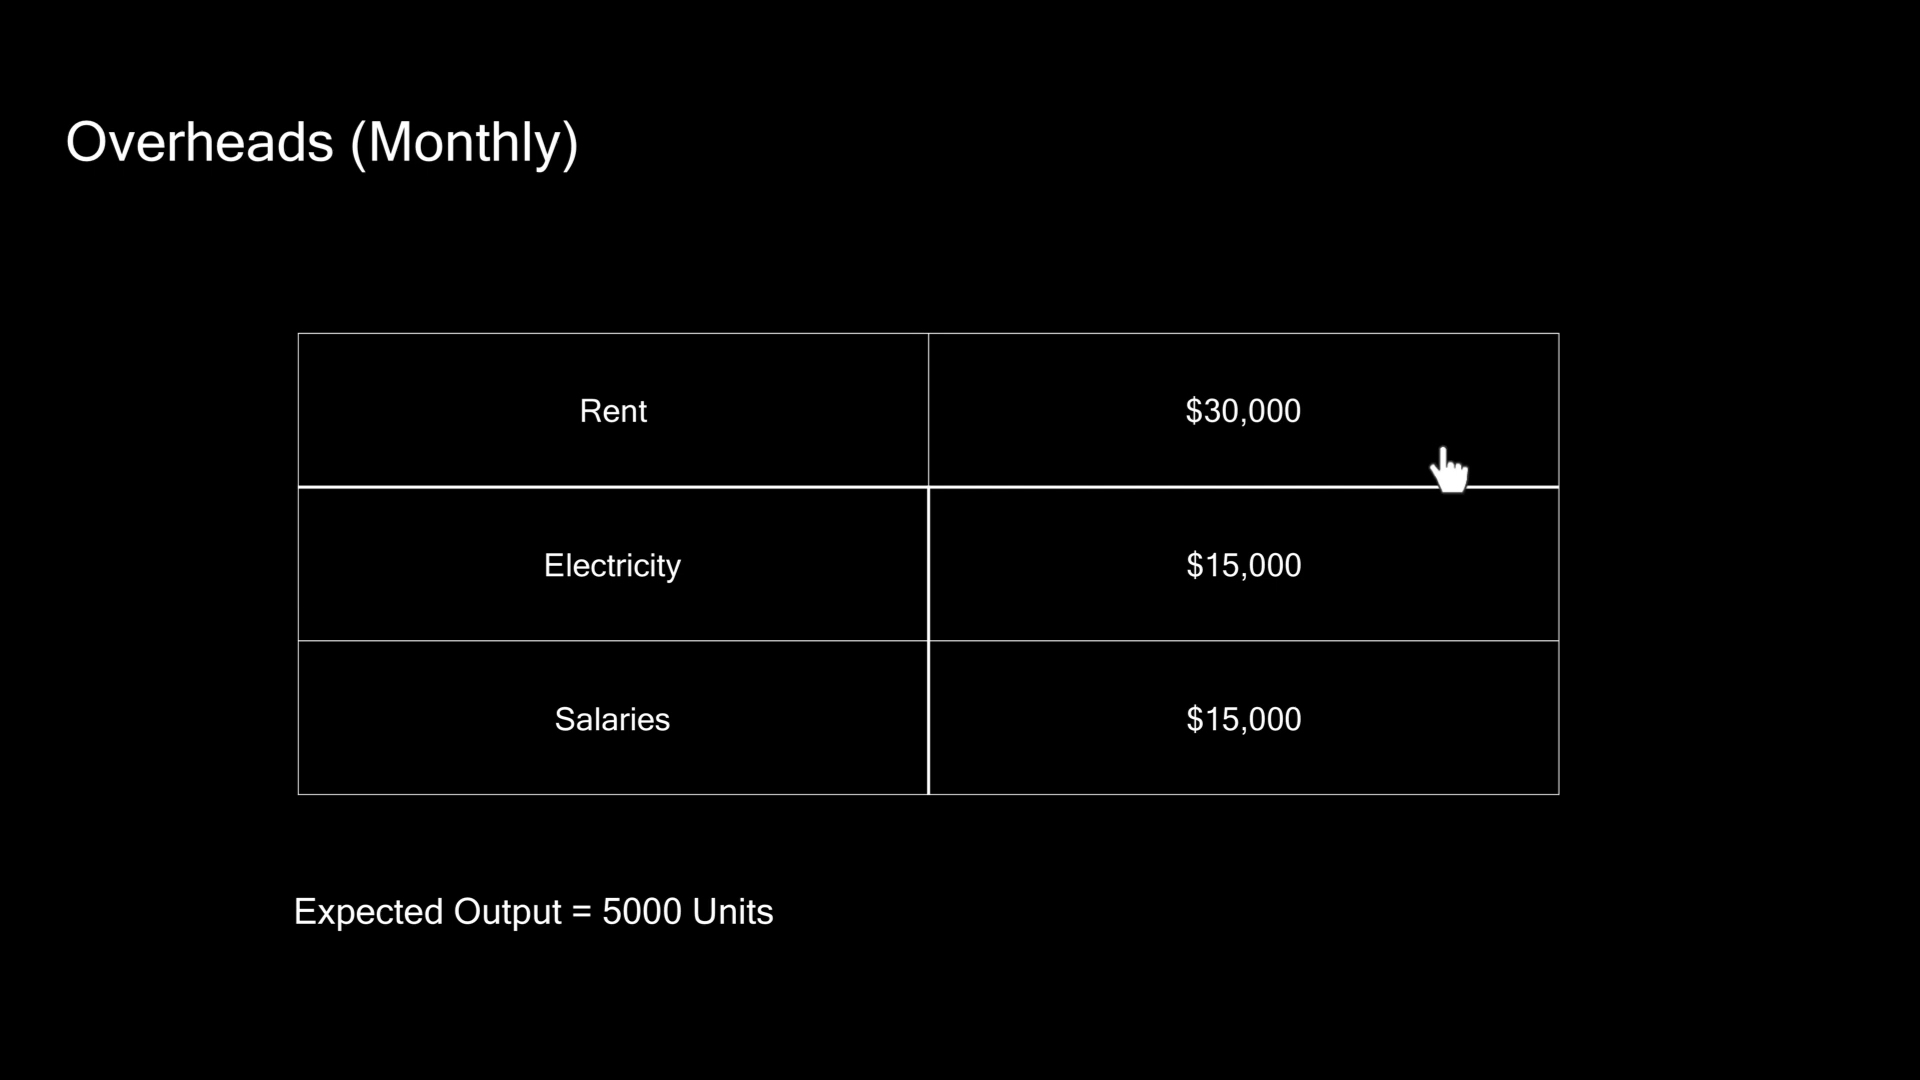 Overheads (Monthly)
Rent $30,000
Electricity $15,000
Salaries $15,000
Expected Output = 5000 Units